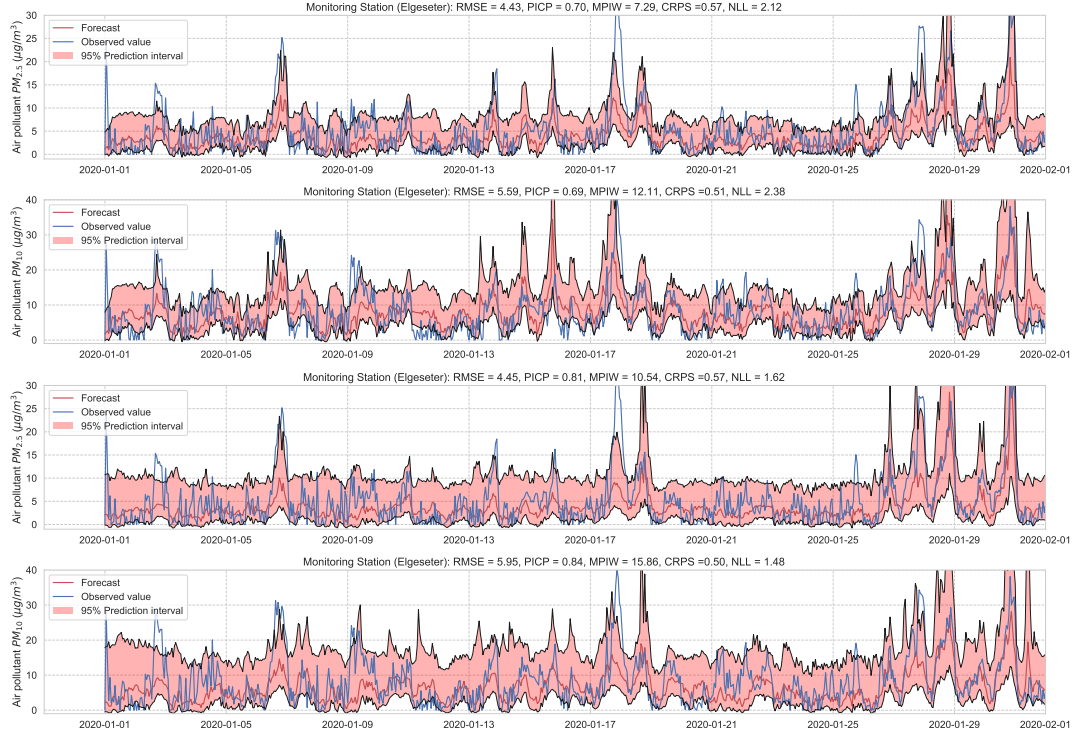 Monitoring Station (Elgeseter): RMSE = 4.43, PICP = 0.70, MPIW = 7.29, CRPS =0.57, NLL = 2.12
Air pollutant PM2.5 (μg/m³)
30
25
20
15
10
5
0
Forecast
Observed value
95% Prediction interval
2020-01-01 2020-01-05 2020-01-09 2020-01-13 2020-01-17 2020-01-21 2020-01-25 2020-01-29 2020-02-01
Monitoring Station (Elgeseter): RMSE = 5.59, PICP = 0.69, MPIW = 12.11, CRPS =0.51, NLL = 2.38
Air pollutant PM10 (μg/m³)
40
30
20
10
0
Forecast
Observed value
95% Prediction interval
2020-01-01 2020-01-05 2020-01-09 2020-01-13 2020-01-17 2020-01-21 2020-01-25 2020-01-29 2020-02-01
Monitoring Station (Elgeseter): RMSE = 4.45, PICP = 0.81, MPIW = 10.54, CRPS =0.57, NLL = 1.62
Air pollutant PM2.5 (μg/m³)
30
25
20
15
10
5
0
Forecast
Observed value
95% Prediction interval
2020-01-01 2020-01-05 2020-01-09 2020-01-13 2020-01-17 2020-01-21 2020-01-25 2020-01-29 2020-02-01
Monitoring Station (Elgeseter): RMSE = 5.95, PICP = 0.84, MPIW = 15.86, CRPS =0.50, NLL = 1.48
Air pollutant PM10 (μg/m³)
40
30
20
10
0
Forecast
Observed value
95% Prediction interval
2020-01-01 2020-01-05 2020-01-09 2020-01-13 2020-01-17 2020-01-21 2020-01-25 2020-01-29 2020-02-01